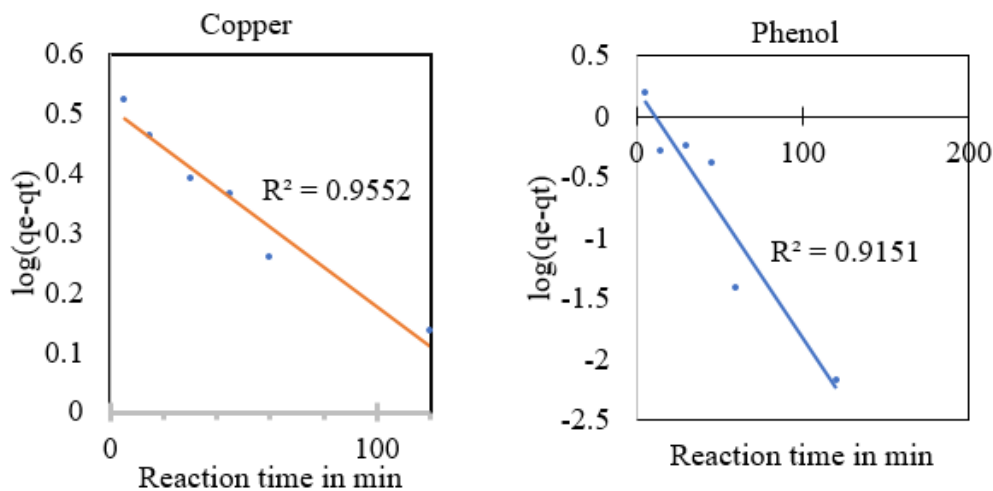 Copper
0.6
0.5
0.4
0.3
0.2
0.1
0
log(qe-qt)
R² = 0.9552
0
100
Reaction time in min
Phenol
0.5
0
-0.5
-1
-1.5
-2
-2.5
log(qe-qt)
0
100
200
R² = 0.9151
Reaction time in min